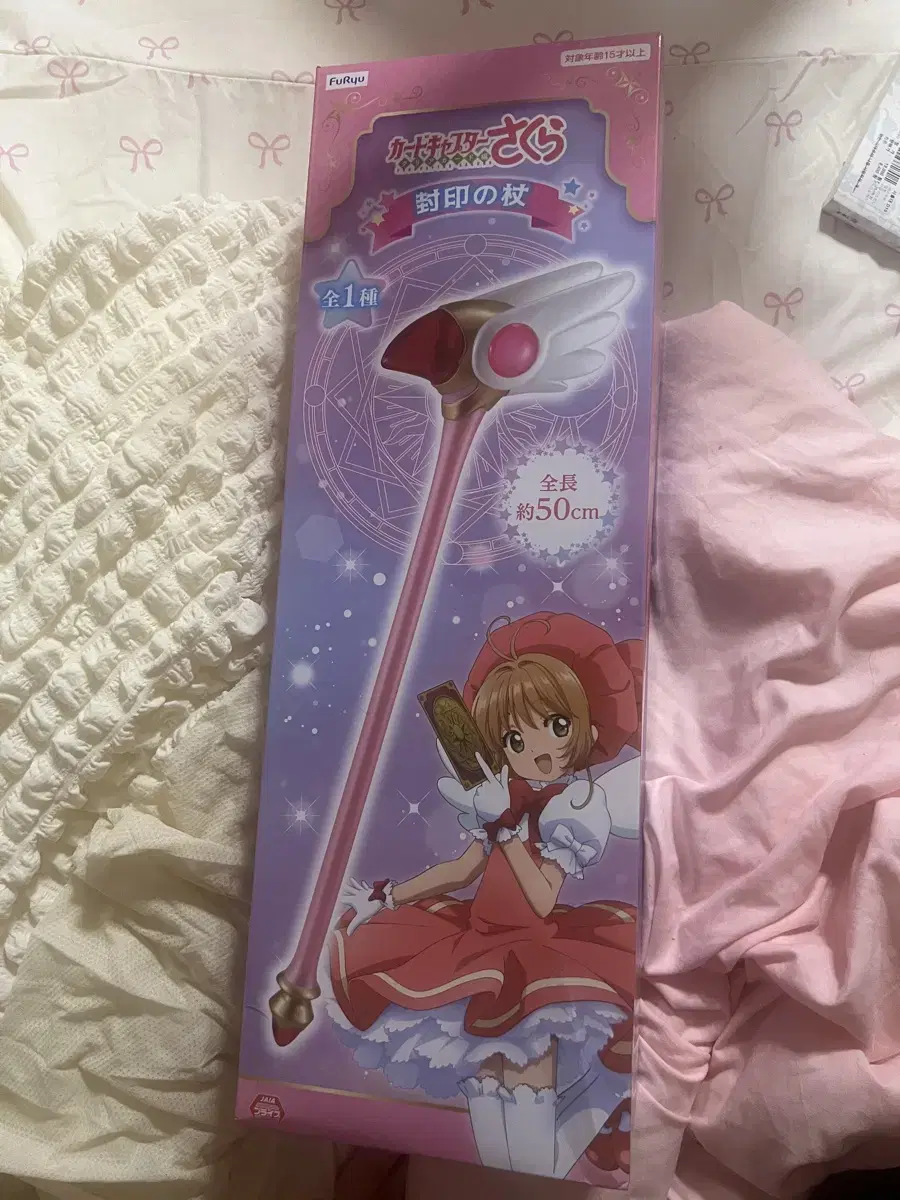 FuRyu
対象年齢15才以上
カードキャプター
さくら
封印の杖
全1種
全長
約50cm
JAIA
プライズ